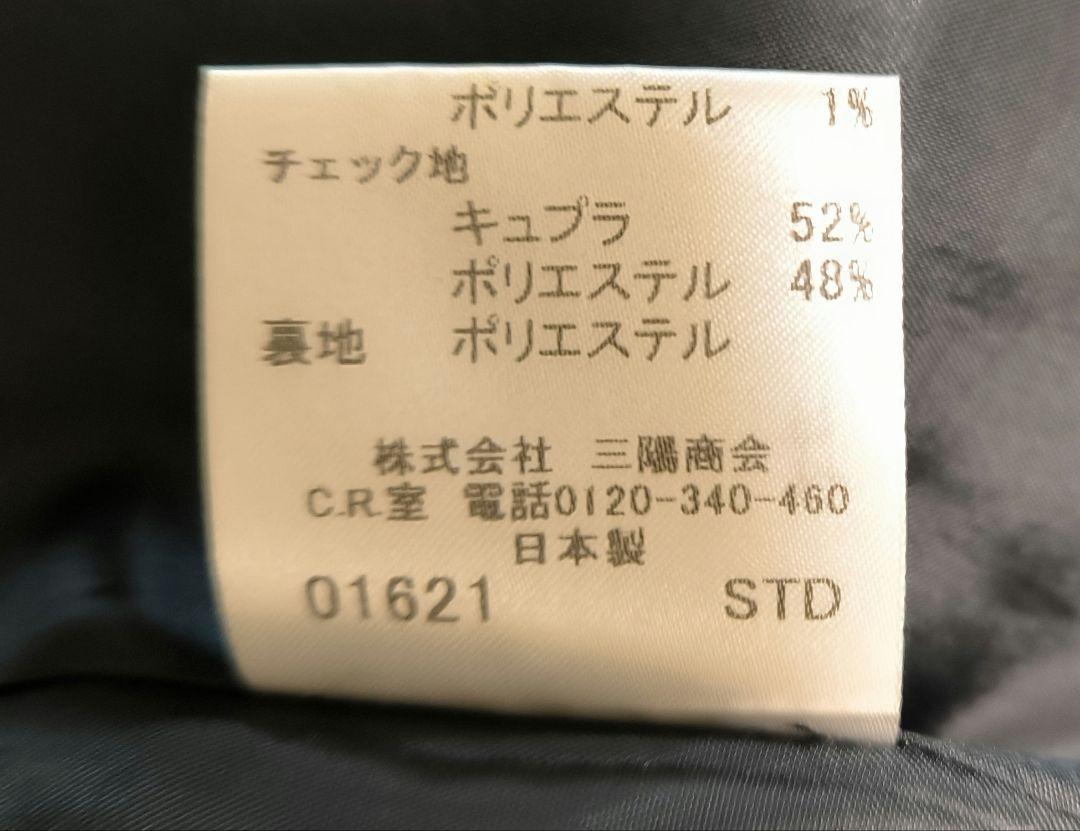 ポリエステル 1%
チェック地
キュプラ 52%
ポリエステル 48%
裏地 ポリエステル
株式会社 三陽商会
C.R.室 電話0120-340-460
日本製
01621 STD